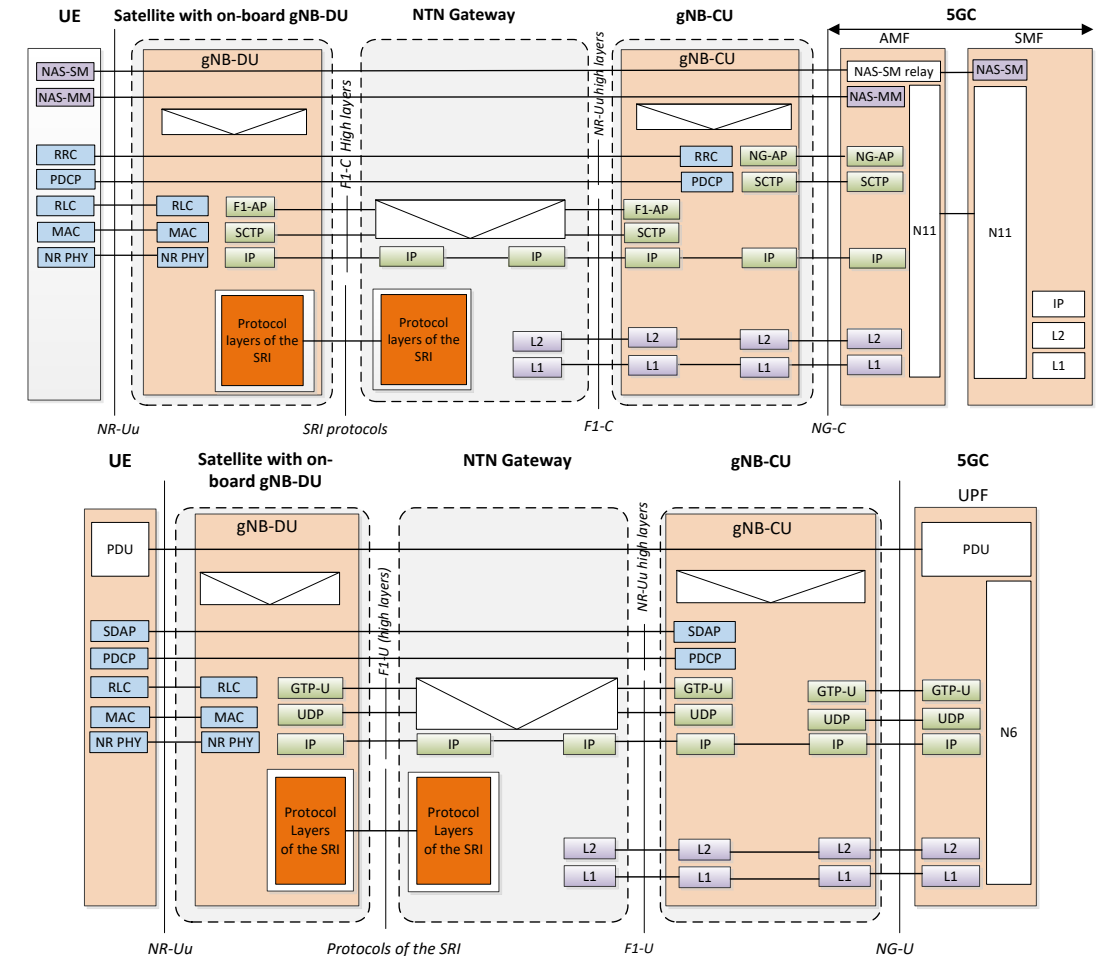 UE
Satellite with on-board gNB-DU
NTN Gateway
gNB-CU
5GC
AMF
SMF
gNB-DU
gNB-CU
NAS-SM
NAS-SM relay
NAS-SM
NAS-MM
NAS-MM
F1-C High layers
NR-Uu high layers
RRC
RRC
NG-AP
NG-AP
PDCP
PDCP
SCTP
SCTP
RLC
RLC
F1-AP
F1-AP
MAC
MAC
SCTP
SCTP
N11
N11
NR PHY
NR PHY
IP
IP
IP
IP
IP
IP
Protocol
layers of the
SRI
Protocol
layers of the
SRI
IP
L2
L2
L2
L2
L2
L1
L1
L1
L1
L1
NR-Uu
SRI protocols
F1-C
NG-C
UE
Satellite with on-
board gNB-DU
NTN Gateway
gNB-CU
5GC
UPF
gNB-DU
gNB-CU
PDU
PDU
F1-U (high layers)
NR-Uu high layers
SDAP
SDAP
PDCP
PDCP
RLC
RLC
GTP-U
GTP-U
GTP-U
GTP-U
MAC
MAC
UDP
UDP
UDP
UDP
NR PHY
NR PHY
IP
IP
IP
IP
IP
IP
N6
Protocol
Layers
of the SRI
Protocol
Layers
of the SRI
L2
L2
L2
L2
L1
L1
L1
L1
NR-Uu
Protocols of the SRI
F1-U
NG-U